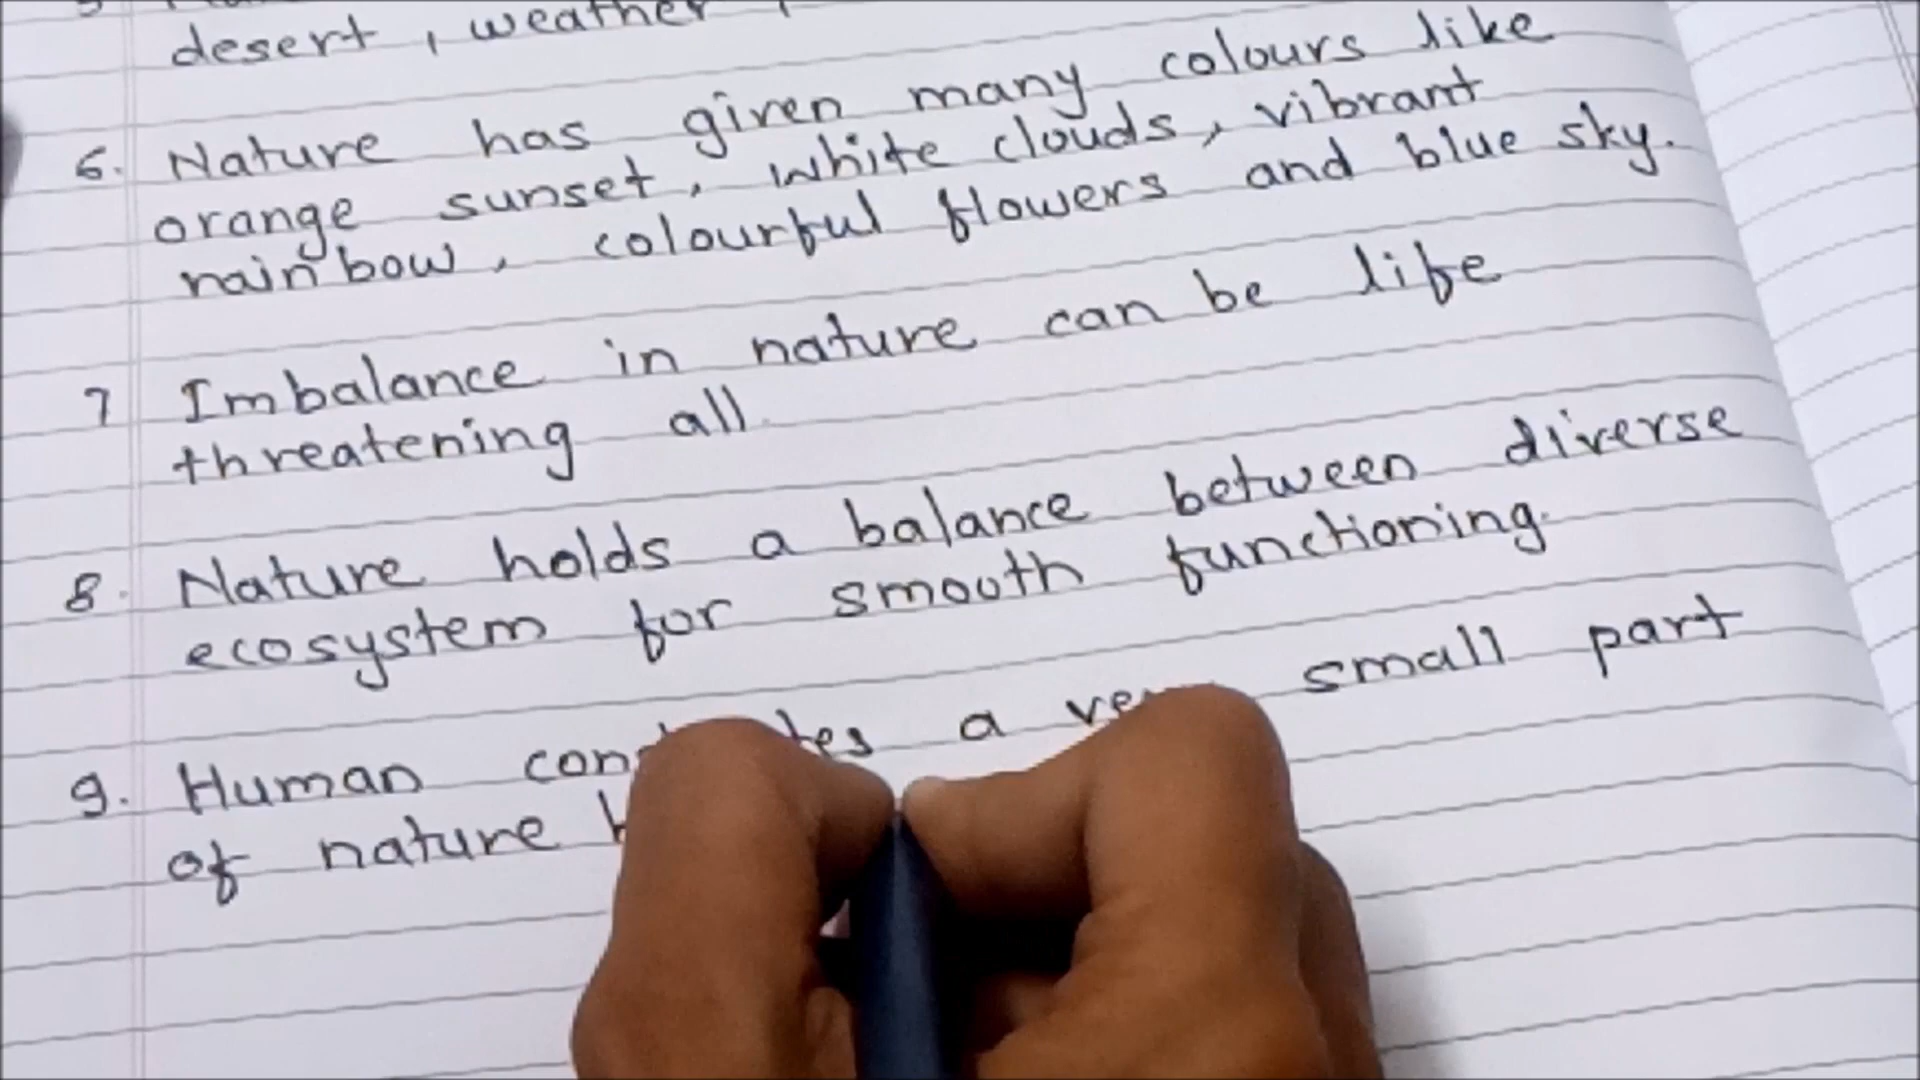 desert, weather
6. Nature has given many colours like
orange sunset, white clouds, vibrant
rainbow, colourful flowers and blue sky.
7 Imbalance in nature can be life
threatening all.
8. Nature holds a balance between diverse
ecosystem for smooth functioning.
9. Human a small part
of nature